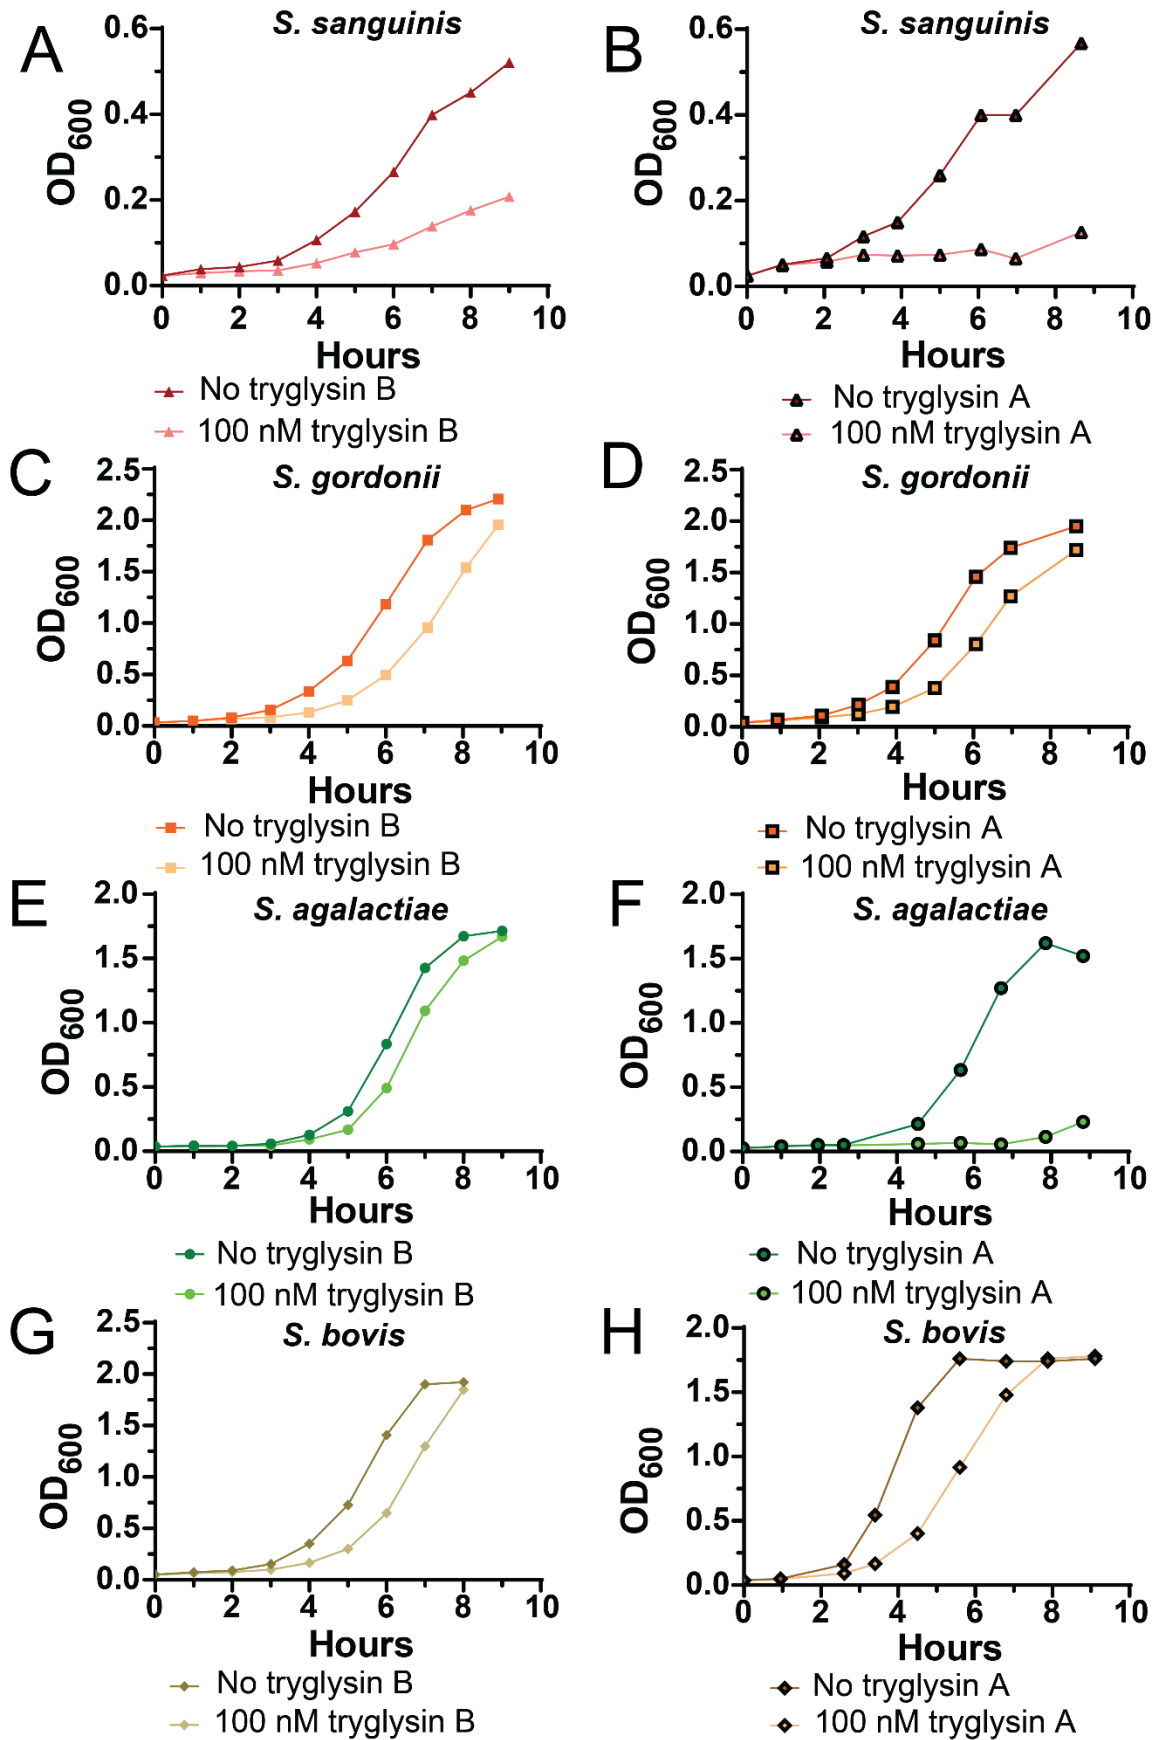 A
S. sanguinis
0.6
0.4
0.2
0.0
OD600
0 2 4 6 8 10
Hours
No tryglysin B
100 nM tryglysin B
B
S. sanguinis
0.6
0.4
0.2
0.0
OD600
0 2 4 6 8 10
Hours
No tryglysin A
100 nM tryglysin A
C
S. gordonii
2.5
2.0
1.5
1.0
0.5
0.0
OD600
0 2 4 6 8 10
Hours
No tryglysin B
100 nM tryglysin B
D
S. gordonii
2.5
2.0
1.5
1.0
0.5
0.0
OD600
0 2 4 6 8 10
Hours
No tryglysin A
100 nM tryglysin A
E
S. agalactiae
2.0
1.5
1.0
0.5
0.0
OD600
0 2 4 6 8 10
Hours
No tryglysin B
100 nM tryglysin B
F
S. agalactiae
2.0
1.5
1.0
0.5
0.0
OD600
0 2 4 6 8 10
Hours
No tryglysin A
100 nM tryglysin A
G
S. bovis
2.5
2.0
1.5
1.0
0.5
0.0
OD600
0 2 4 6 8 10
Hours
No tryglysin B
100 nM tryglysin B
H
S. bovis
2.0
1.5
1.0
0.5
0.0
OD600
0 2 4 6 8 10
Hours
No tryglysin A
100 nM tryglysin A